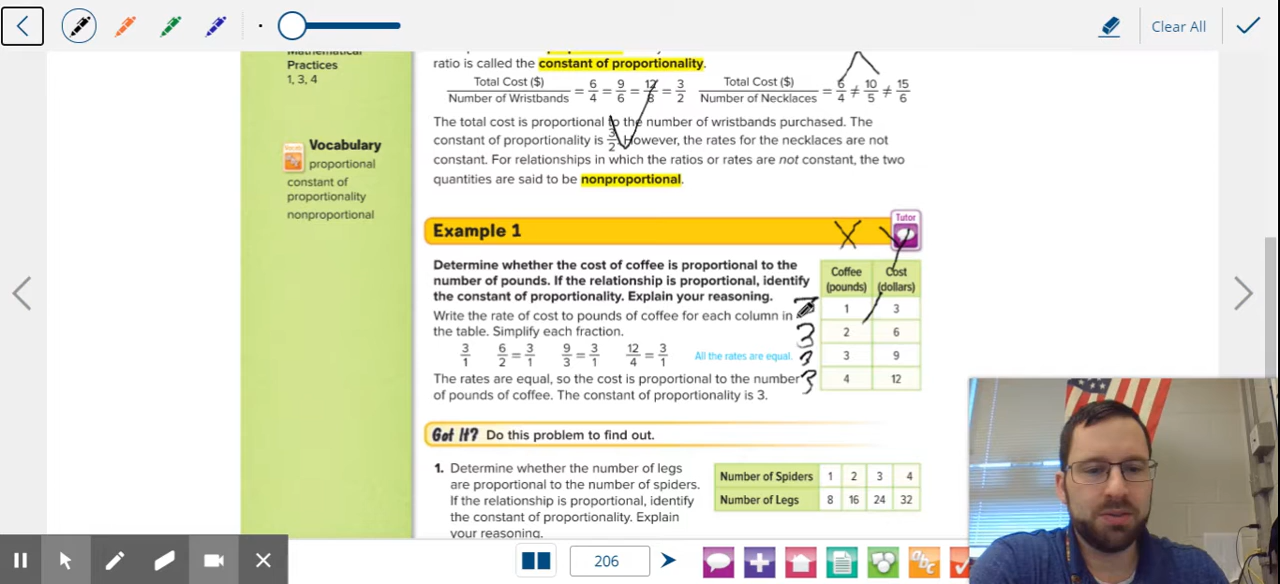 Clear All
Mathematical
Practices
1, 3, 4
ratio is called the constant of proportionality.
Total Cost ($) / Number of Wristbands = 6/4 = 9/6 = 12/8 = 3/2
Total Cost ($) / Number of Necklaces = 6/4 ≠ 10/5 ≠ 15/6
The total cost is proportional to the number of wristbands purchased. The
constant of proportionality is 3/2. However, the rates for the necklaces are not
constant. For relationships in which the ratios or rates are not constant, the two
quantities are said to be nonproportional.
Vocabulary
proportional
constant of
proportionality
nonproportional
Example 1
X Y
Tutor
Determine whether the cost of coffee is proportional to the
number of pounds. If the relationship is proportional, identify
the constant of proportionality. Explain your reasoning.
Write the rate of cost to pounds of coffee for each column in
the table. Simplify each fraction.
3/1 6/2 = 3/1 9/3 = 3/1 12/4 = 3/1 All the rates are equal.
The rates are equal, so the cost is proportional to the number
of pounds of coffee. The constant of proportionality is 3.
Coffee (pounds) Cost (dollars)
3 1 3
3 2 6
3 3 9
3 4 12
Got It? Do this problem to find out.
1. Determine whether the number of legs
are proportional to the number of spiders.
If the relationship is proportional, identify
the constant of proportionality. Explain
your reasoning.
Number of Spiders 1 2 3 4
Number of Legs 8 16 24 32
206
abc